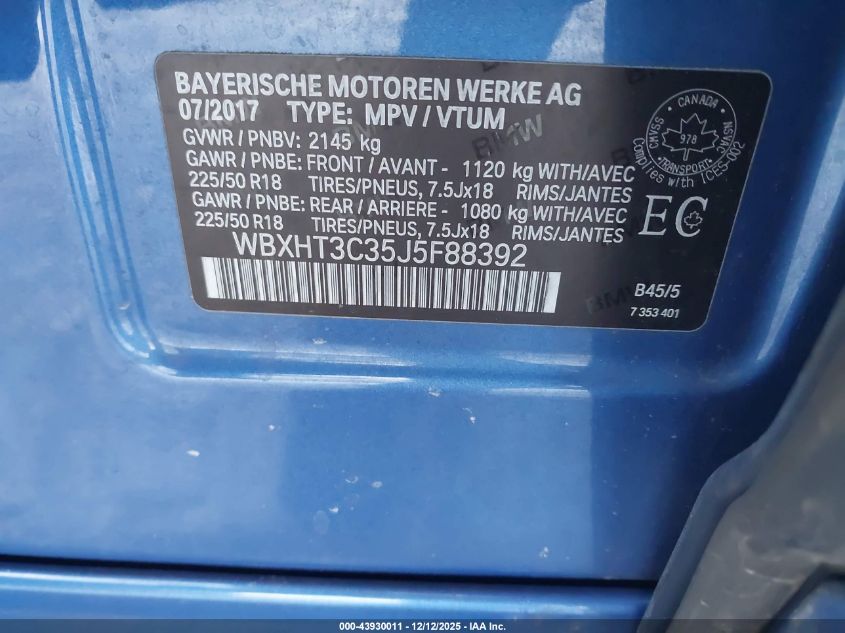 BAYERISCHE MOTOREN WERKE AG
07/2017 TYPE: MPV / VTUM
GVWR / PNBV: 2145 kg
GAWR / PNBE: FRONT / AVANT - 1120 kg WITH/AVEC
225/50 R18 TIRES/PNEUS, 7.5Jx18 RIMS/JANTES
GAWR / PNBE: REAR / ARRIERE - 1080 kg WITH/AVEC
225/50 R18 TIRES/PNEUS, 7.5Jx18 RIMS/JANTES
WBXHT3C35J5F88392
CANADA
CMVSS
NSVAC
978
TRANSPORT
Complies with / ICES-002
EC
B45/5
7 353 401
BMW
BMW
000-43930011 - 12/12/2025 - IAA Inc.